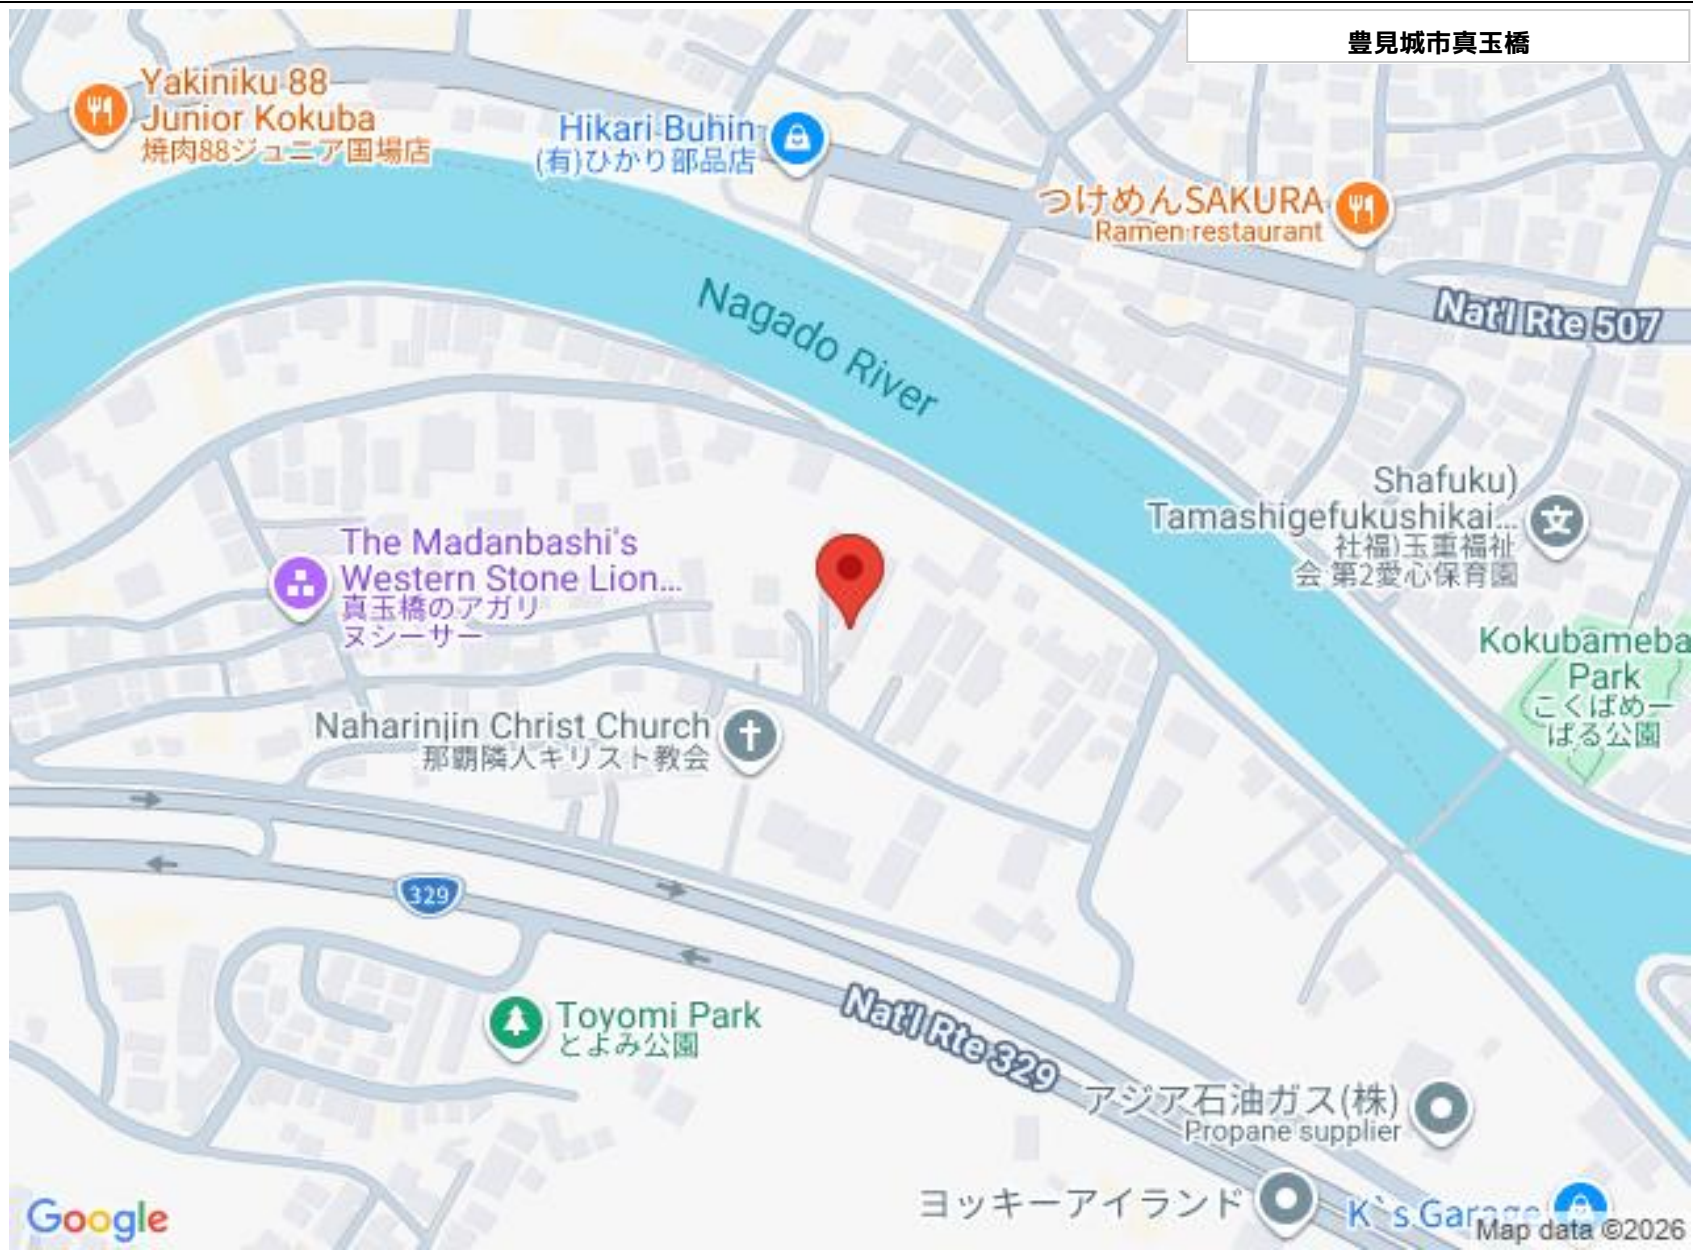 豊見城市真玉橋
Yakiniku 88
Junior Kokuba
焼肉88ジュニア国場店
Hikari Buhin
(有)ひかり部品店
つけめんSAKURA
Ramen restaurant
Nagado River
Nat'l Rte 507
Shafuku)
Tamashigefukushikai...
社福)玉重福祉
会 第2愛心保育園
The Madanbashi's
Western Stone Lion...
真玉橋のアガリ
ヌシーサー
Kokubameba
Park
こくばめー
ばる公園
Naharinjin Christ Church
那覇隣人キリスト教会
329
Toyomi Park
とよみ公園
Nat'l Rte 329
アジア石油ガス(株)
Propane supplier
ヨッキーアイランド
K`s Garage
Google
Map data ©2026